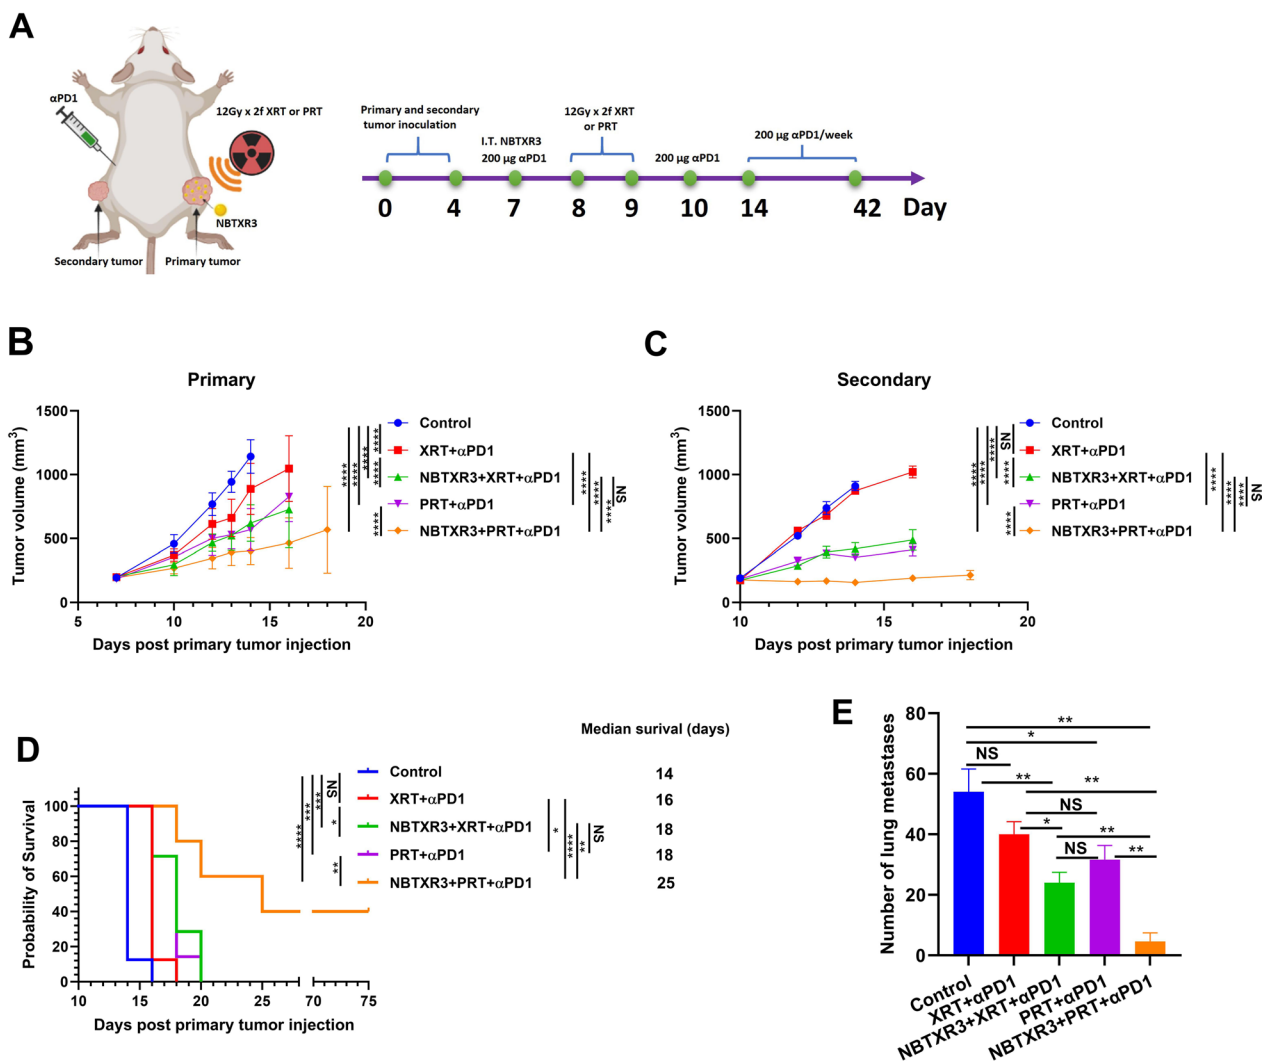 A
αPD1
12Gy x 2f XRT or PRT
NBTXR3
Secondary tumor
Primary tumor
Primary and secondary
tumor inoculation
I.T. NBTXR3
200 µg αPD1
12Gy x 2f XRT
or PRT
200 µg αPD1
200 µg αPD1/week
0 4 7 8 9 10 14 42 Day
B
Primary
Tumor volume (mm3)
1500
1000
500
0
5 10 15 20
Days post primary tumor injection
Control
XRT+αPD1
NBTXR3+XRT+αPD1
PRT+αPD1
NBTXR3+PRT+αPD1
****
****
****
****
****
****
****
****
****
****
NS
C
Secondary
Tumor volume (mm3)
1500
1000
500
0
10 15 20
Days post primary tumor injection
Control
XRT+αPD1
NBTXR3+XRT+αPD1
PRT+αPD1
NBTXR3+PRT+αPD1
****
****
****
NS
****
****
****
****
****
NS
D
Median surival (days)
Probability of Survival
100
80
60
40
20
0
10 15 20 25 70 75
Days post primary tumor injection
Control 14
XRT+αPD1 16
NBTXR3+XRT+αPD1 18
PRT+αPD1 18
NBTXR3+PRT+αPD1 25
****
***
***
NS
*
**
*
****
**
NS
E
Number of lung metastases
80
60
40
20
0
**
*
NS
**
**
NS
*
**
NS
**
Control
XRT+αPD1
NBTXR3+XRT+αPD1
PRT+αPD1
NBTXR3+PRT+αPD1